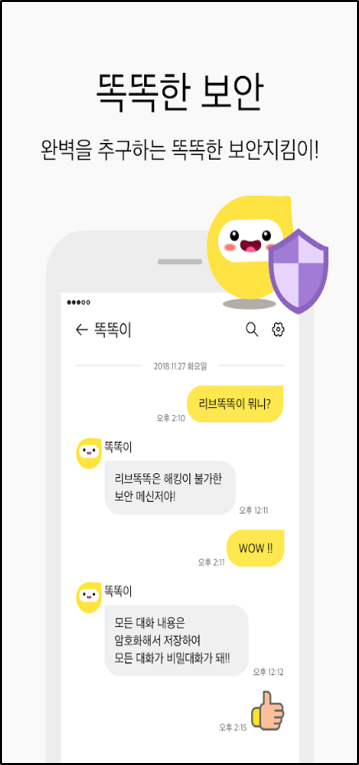 똑똑한 보안
완벽을 추구하는 똑똑한 보안지킴이!
← 똑똑이
2018.11.27 화요일
리브똑똑이 뭐니?
오후 2:10
똑똑이
리브똑똑은 해킹이 불가한
보안 메신저야!
오후 12:11
WOW !!
오후 2:11
똑똑이
모든 대화 내용은
암호화해서 저장하여
모든 대화가 비밀대화가 돼!!
오후 12:12
오후 2:15